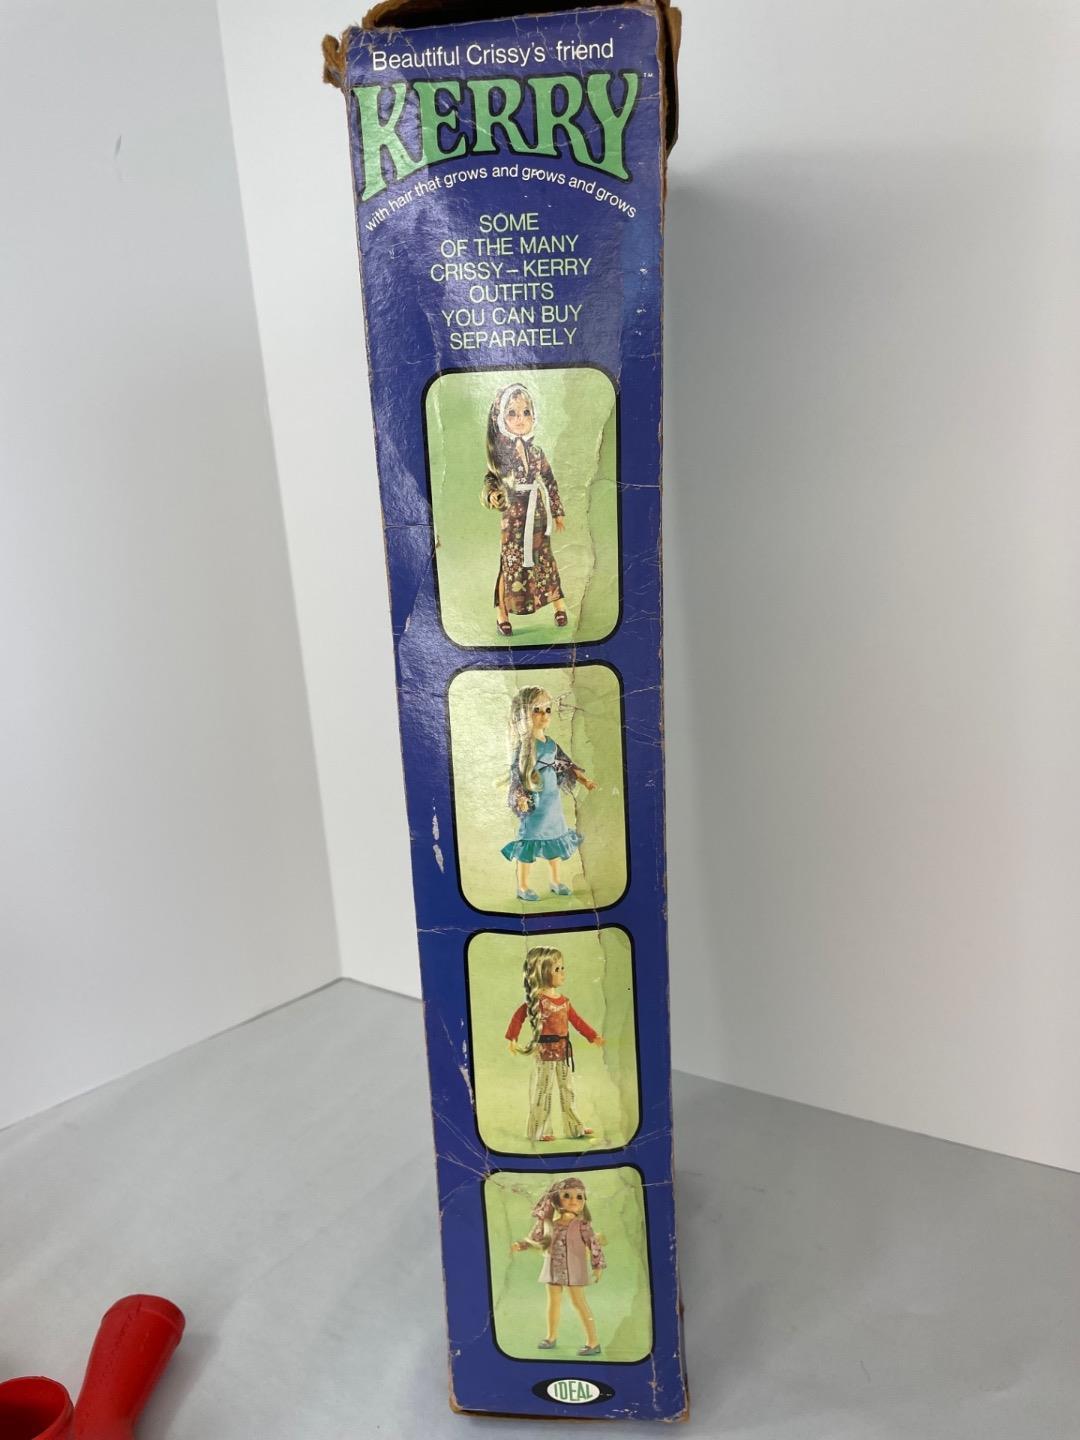 Beautiful Crissy's friend
KERRY™
with hair that grows and grows and grows
SOME
OF THE MANY
CRISSY–KERRY
OUTFITS
YOU CAN BUY
SEPARATELY
IDEAL